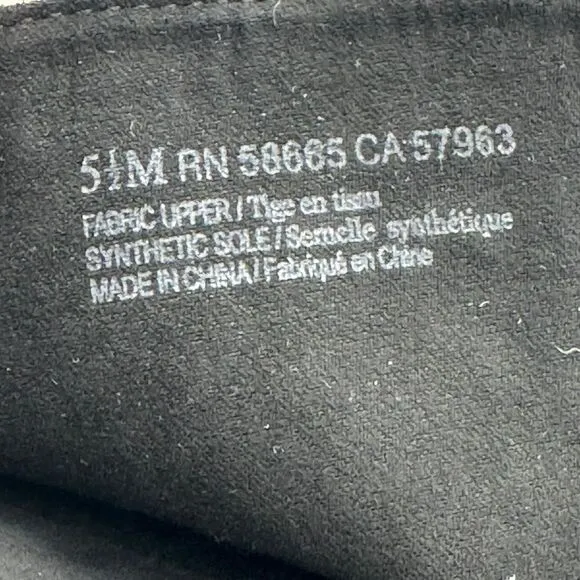 5½M RN 58665 CA 57963
FABRIC UPPER / Tige en tissu
SYNTHETIC SOLE / Semelle synthétique
MADE IN CHINA / Fabriqué en Chine